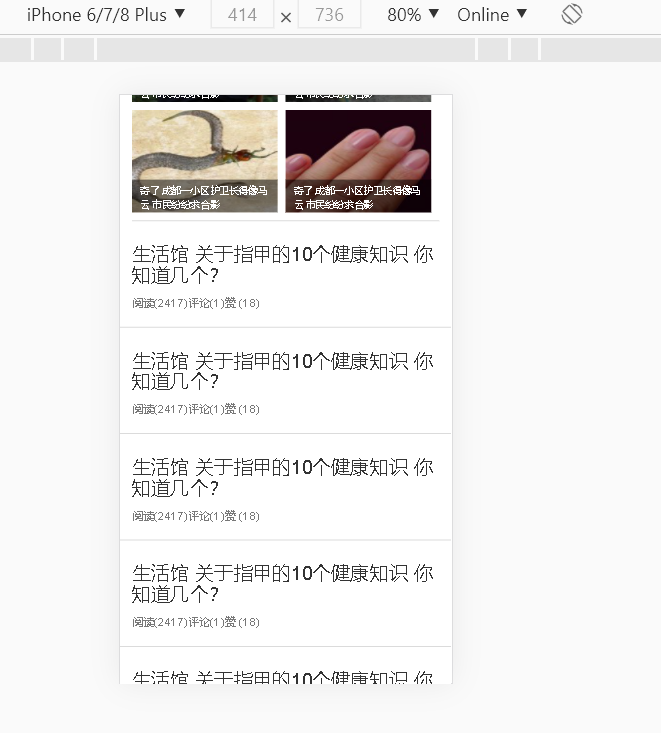 iPhone 6/7/8 Plus ▼ 414 × 736 80% ▼ Online ▼
奇了 成都一小区护卫长得像马
云 市民纷纷求合影
奇了 成都一小区护卫长得像马
云 市民纷纷求合影
生活馆 关于指甲的10个健康知识 你
知道几个?
阅读(2417)评论(1)赞 (18)
生活馆 关于指甲的10个健康知识 你
知道几个?
阅读(2417)评论(1)赞 (18)
生活馆 关于指甲的10个健康知识 你
知道几个?
阅读(2417)评论(1)赞 (18)
生活馆 关于指甲的10个健康知识 你
知道几个?
阅读(2417)评论(1)赞 (18)
生活馆 关于指甲的10个健康知识 你